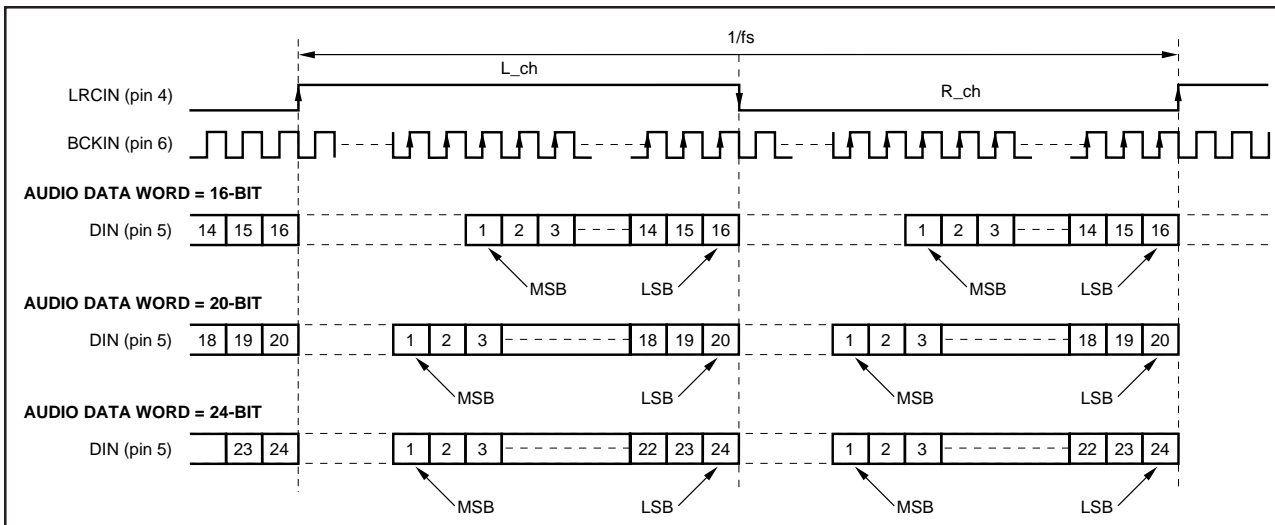 1/fs
L_ch
R_ch
LRCIN (pin 4)
BCKIN (pin 6)
AUDIO DATA WORD = 16-BIT
DIN (pin 5) 14 15 16 1 2 3 14 15 16 1 2 3 14 15 16
MSB LSB MSB LSB
AUDIO DATA WORD = 20-BIT
DIN (pin 5) 18 19 20 1 2 3 18 19 20 1 2 3 18 19 20
MSB LSB MSB LSB
AUDIO DATA WORD = 24-BIT
DIN (pin 5) 23 24 1 2 3 22 23 24 1 2 3 22 23 24
MSB LSB MSB LSB